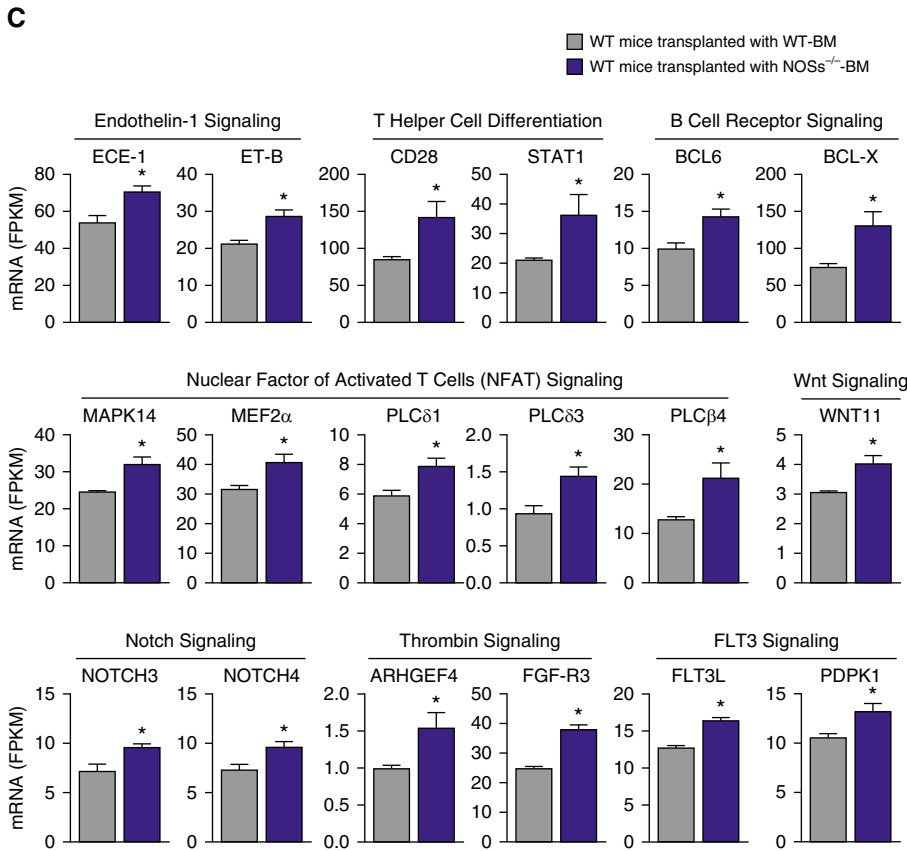 C
WT mice transplanted with WT-BM
WT mice transplanted with NOSs⁻/⁻-BM
Endothelin-1 Signaling T Helper Cell Differentiation B Cell Receptor Signaling
ECE-1 ET-B CD28 STAT1 BCL6 BCL-X
mRNA (FPKM)
80 60 40 20 0 *
40 30 20 10 0 *
200 150 100 50 0 *
50 40 30 20 10 0 *
20 15 10 5 0 *
200 150 100 50 0 *
Nuclear Factor of Activated T Cells (NFAT) Signaling Wnt Signaling
MAPK14 MEF2α PLCδ1 PLCδ3 PLCβ4 WNT11
mRNA (FPKM)
40 30 20 10 0 *
50 40 30 20 10 0 *
10 8 6 4 2 0 *
2.0 1.5 1.0 0.5 0.0 *
30 20 10 0 *
5 4 3 2 1 0 *
Notch Signaling Thrombin Signaling FLT3 Signaling
NOTCH3 NOTCH4 ARHGEF4 FGF-R3 FLT3L PDPK1
mRNA (FPKM)
15 10 5 0 *
15 10 5 0 *
1.5 2.0 1.0 0.5 0.0 *
50 40 30 20 10 0 *
20 15 10 5 0 *
15 10 5 0 *